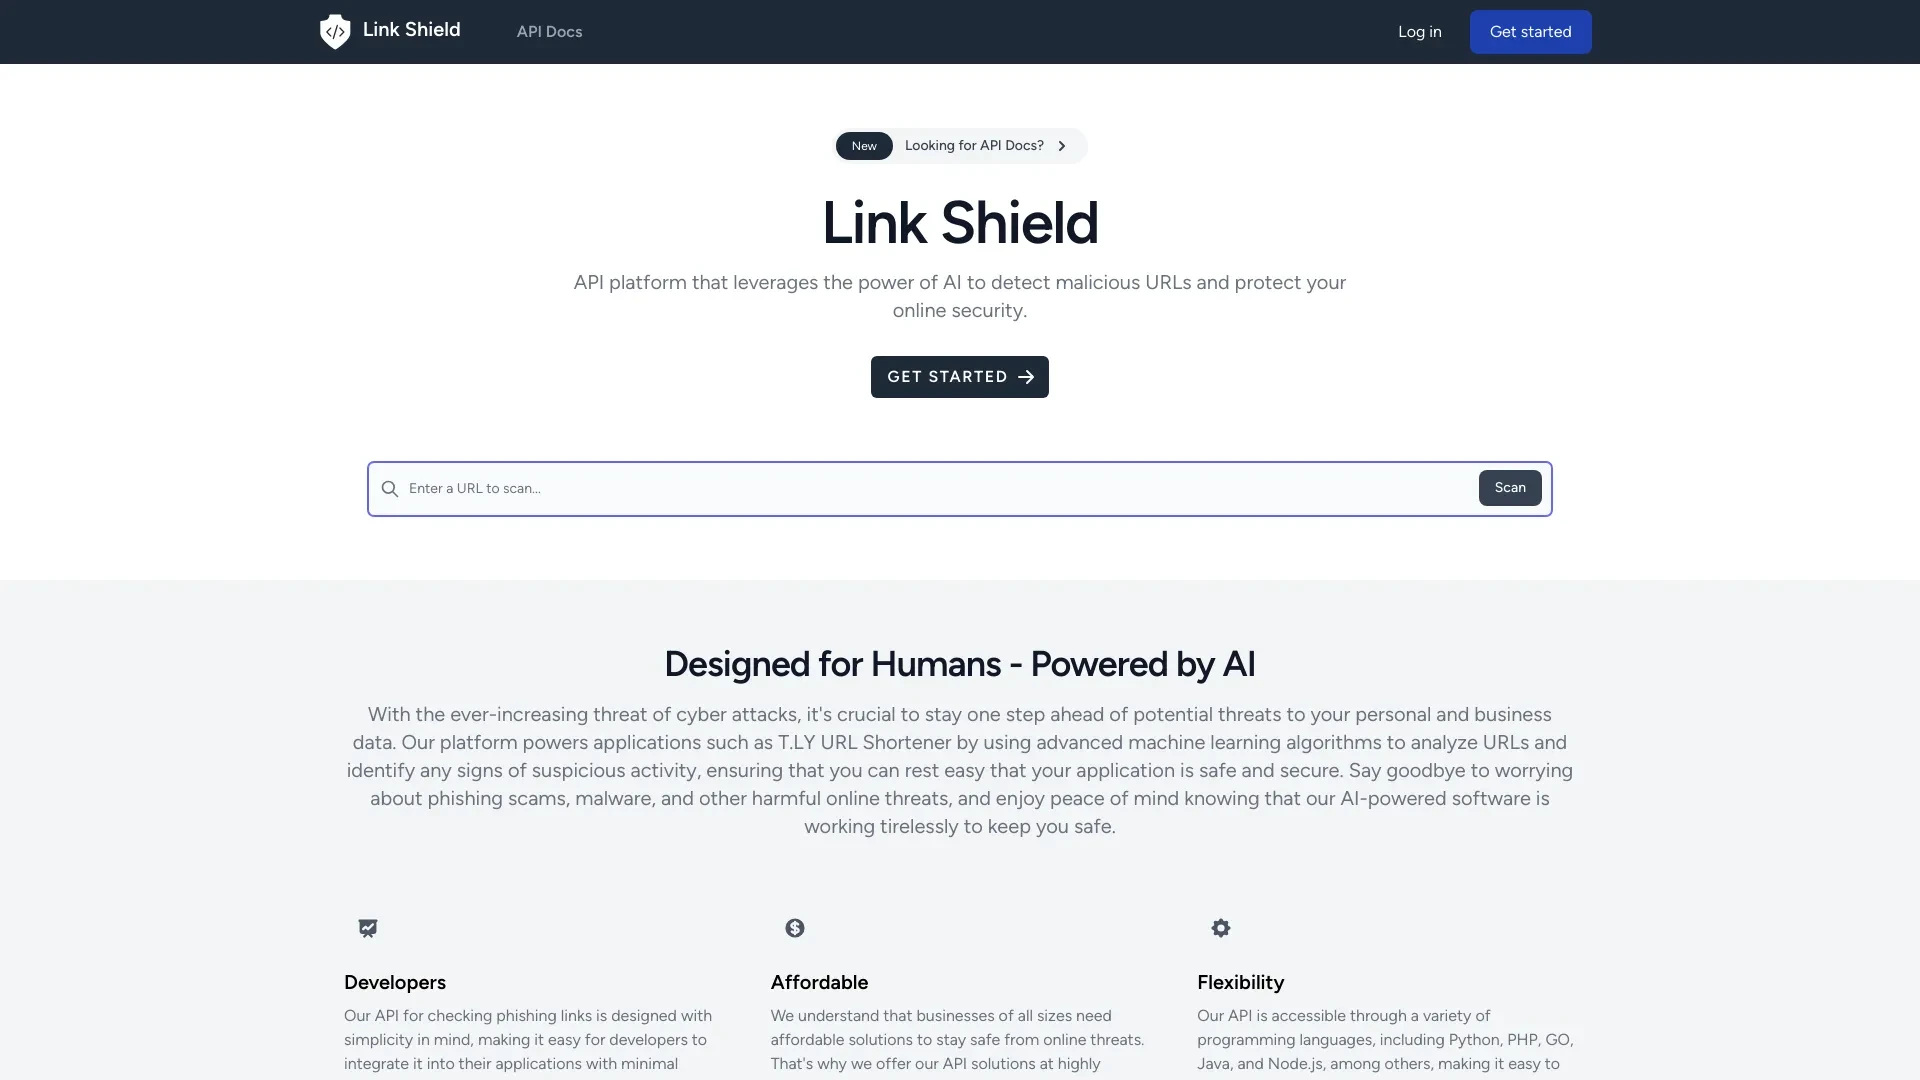 Link Shield
API Docs
Log in
Get started
New
Looking for API Docs?
Link Shield
API platform that leverages the power of AI to detect malicious URLs and protect your
online security.
GET STARTED
Enter a URL to scan...
Scan
Designed for Humans - Powered by AI
With the ever-increasing threat of cyber attacks, it's crucial to stay one step ahead of potential threats to your personal and business
data. Our platform powers applications such as T.LY URL Shortener by using advanced machine learning algorithms to analyze URLs and
identify any signs of suspicious activity, ensuring that you can rest easy that your application is safe and secure. Say goodbye to worrying
about phishing scams, malware, and other harmful online threats, and enjoy peace of mind knowing that our AI-powered software is
working tirelessly to keep you safe.
Developers
Our API for checking phishing links is designed with
simplicity in mind, making it easy for developers to
integrate it into their applications with minimal
Affordable
We understand that businesses of all sizes need
affordable solutions to stay safe from online threats.
That's why we offer our API solutions at highly
Flexibility
Our API is accessible through a variety of
programming languages, including Python, PHP, GO,
Java, and Node.js, among others, making it easy to